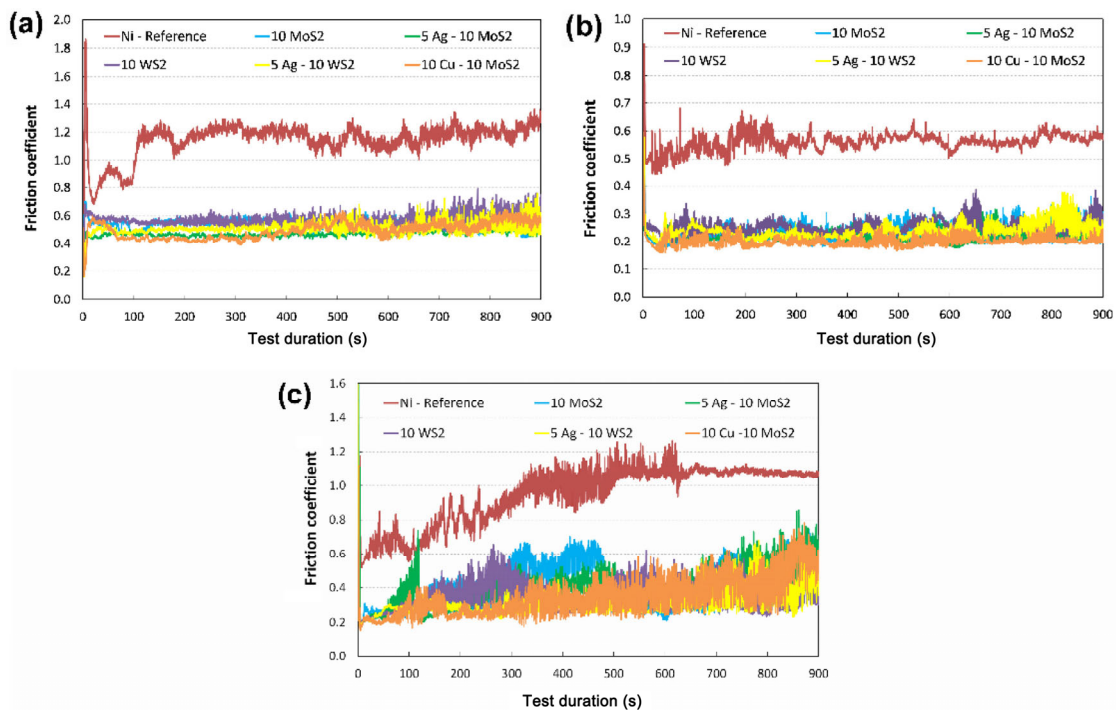 (a)
Friction coefficient
2.0
1.8
1.6
1.4
1.2
1.0
0.8
0.6
0.4
0.2
0.0
Ni - Reference 10 MoS2 5 Ag - 10 MoS2
10 WS2 5 Ag - 10 WS2 10 Cu - 10 MoS2
0 100 200 300 400 500 600 700 800 900
Test duration (s)
(b)
Friction coefficient
1.0
0.9
0.8
0.7
0.6
0.5
0.4
0.3
0.2
0.1
0.0
Ni - Reference 10 MoS2 5 Ag - 10 MoS2
10 WS2 5 Ag - 10 WS2 10 Cu - 10 MoS2
0 100 200 300 400 500 600 700 800 900
Test duration (s)
(c)
Friction coefficient
1.6
1.4
1.2
1.0
0.8
0.6
0.4
0.2
0.0
Ni - Reference 10 MoS2 5 Ag - 10 MoS2
10 WS2 5 Ag - 10 WS2 10 Cu -10 MoS2
0 100 200 300 400 500 600 700 800 900
Test duration (s)